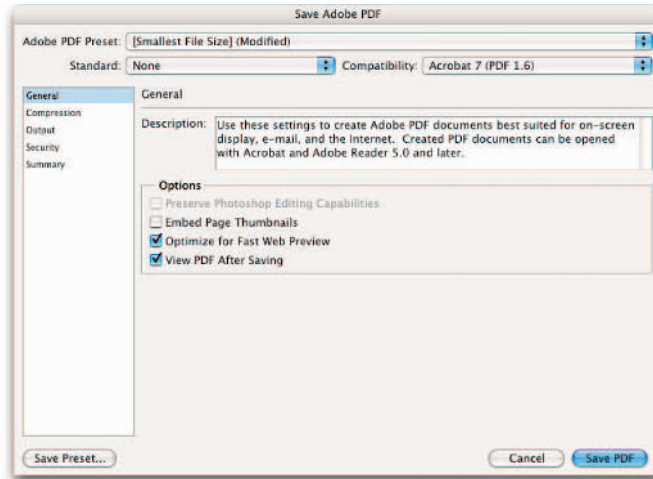 Save Adobe PDF
Adobe PDF Preset: [Smallest File Size] (Modified)
Standard: None Compatibility: Acrobat 7 (PDF 1.6)
General
Compression
Output
Security
Summary
General
Description: Use these settings to create Adobe PDF documents best suited for on-screen
display, e-mail, and the Internet. Created PDF documents can be opened
with Acrobat and Adobe Reader 5.0 and later.
Options
Preserve Photoshop Editing Capabilities
Embed Page Thumbnails
Optimize for Fast Web Preview
View PDF After Saving
Save Preset... Cancel Save PDF